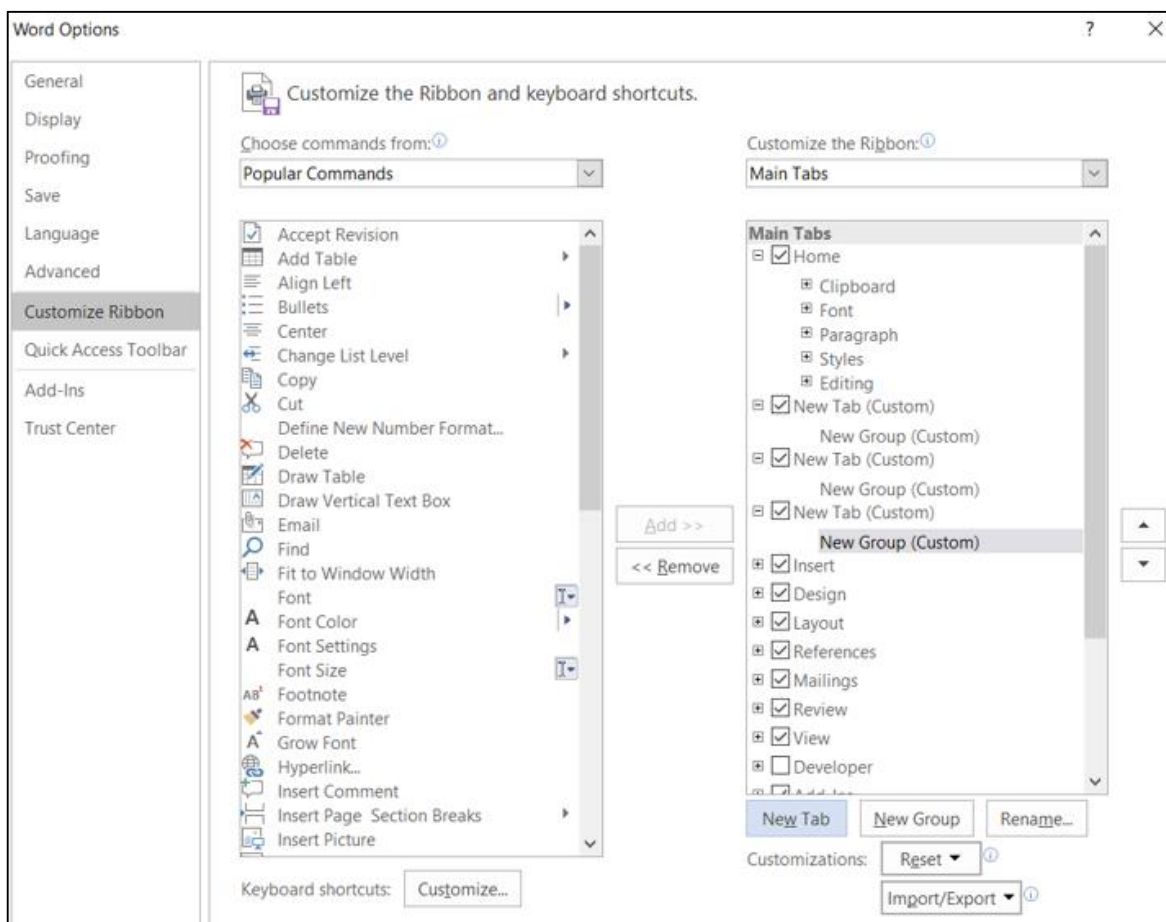 Word Options
?
General
Display
Proofing
Save
Language
Advanced
Customize Ribbon
Quick Access Toolbar
Add-Ins
Trust Center
Customize the Ribbon and keyboard shortcuts.
Choose commands from:
Popular Commands
Accept Revision
Add Table
Align Left
Bullets
Center
Change List Level
Copy
Cut
Define New Number Format...
Delete
Draw Table
Draw Vertical Text Box
Email
Find
Fit to Window Width
Font
Font Color
Font Settings
Font Size
Footnote
Format Painter
Grow Font
Hyperlink...
Insert Comment
Insert Page Section Breaks
Insert Picture
Keyboard shortcuts: Customize...
Add >>
<< Remove
Customize the Ribbon:
Main Tabs
Main Tabs
Home
Clipboard
Font
Paragraph
Styles
Editing
New Tab (Custom)
New Group (Custom)
New Tab (Custom)
New Group (Custom)
New Tab (Custom)
New Group (Custom)
Insert
Design
Layout
References
Mailings
Review
View
Developer
Add-Ins
New Tab New Group Rename...
Customizations: Reset
Import/Export